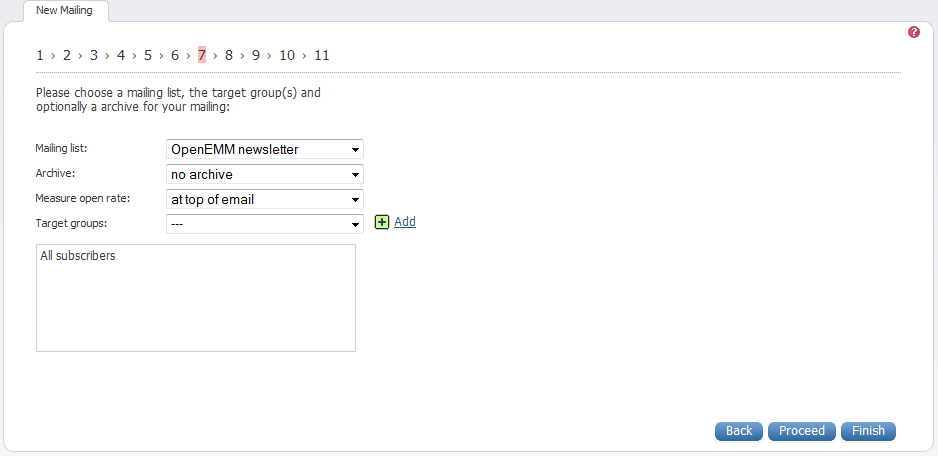 New Mailing
?
1 › 2 › 3 › 4 › 5 › 6 › 7 › 8 › 9 › 10 › 11
Please choose a mailing list, the target group(s) and
optionally a archive for your mailing:
Mailing list: OpenEMM newsletter
Archive: no archive
Measure open rate: at top of email
Target groups: --- + Add
All subscribers
Back Proceed Finish